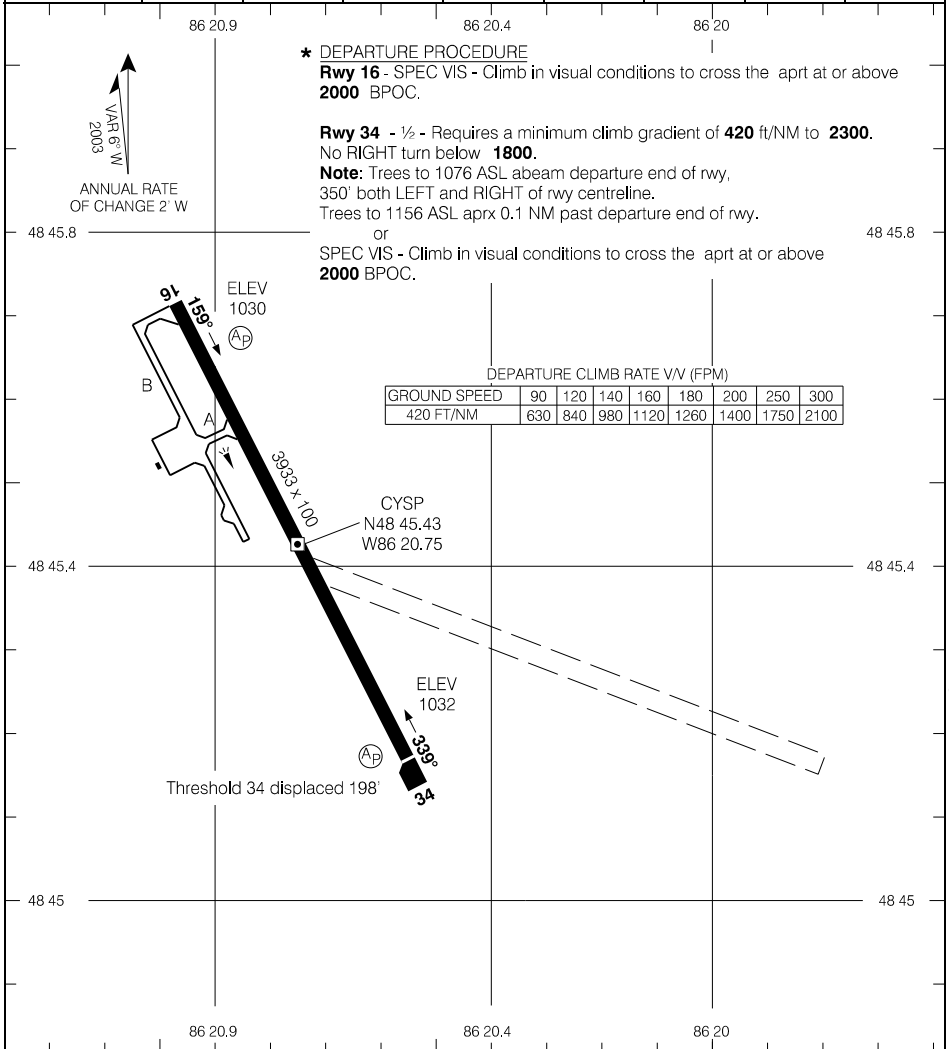 86 20.9 86 20.4 86 20
* DEPARTURE PROCEDURE
Rwy 16 - SPEC VIS - Climb in visual conditions to cross the aprt at or above
2000 BPOC.
Rwy 34 - ½ - Requires a minimum climb gradient of 420 ft/NM to 2300.
No RIGHT turn below 1800.
Note: Trees to 1076 ASL abeam departure end of rwy,
350' both LEFT and RIGHT of rwy centreline.
Trees to 1156 ASL aprx 0.1 NM past departure end of rwy.
or
SPEC VIS - Climb in visual conditions to cross the aprt at or above
2000 BPOC.
VAR 6° W
2003
ANNUAL RATE
OF CHANGE 2' W
48 45.8 48 45.8
16
159°
ELEV
1030
AP
B
A
DEPARTURE CLIMB RATE V/V (FPM)
GROUND SPEED 90 120 140 160 180 200 250 300
420 FT/NM 630 840 980 1120 1260 1400 1750 2100
3933 x 100
CYSP
N48 45.43
W86 20.75
48 45.4 48 45.4
ELEV
1032
339°
AP
Threshold 34 displaced 198'
34
48 45 48 45
86 20.9 86 20.4 86 20